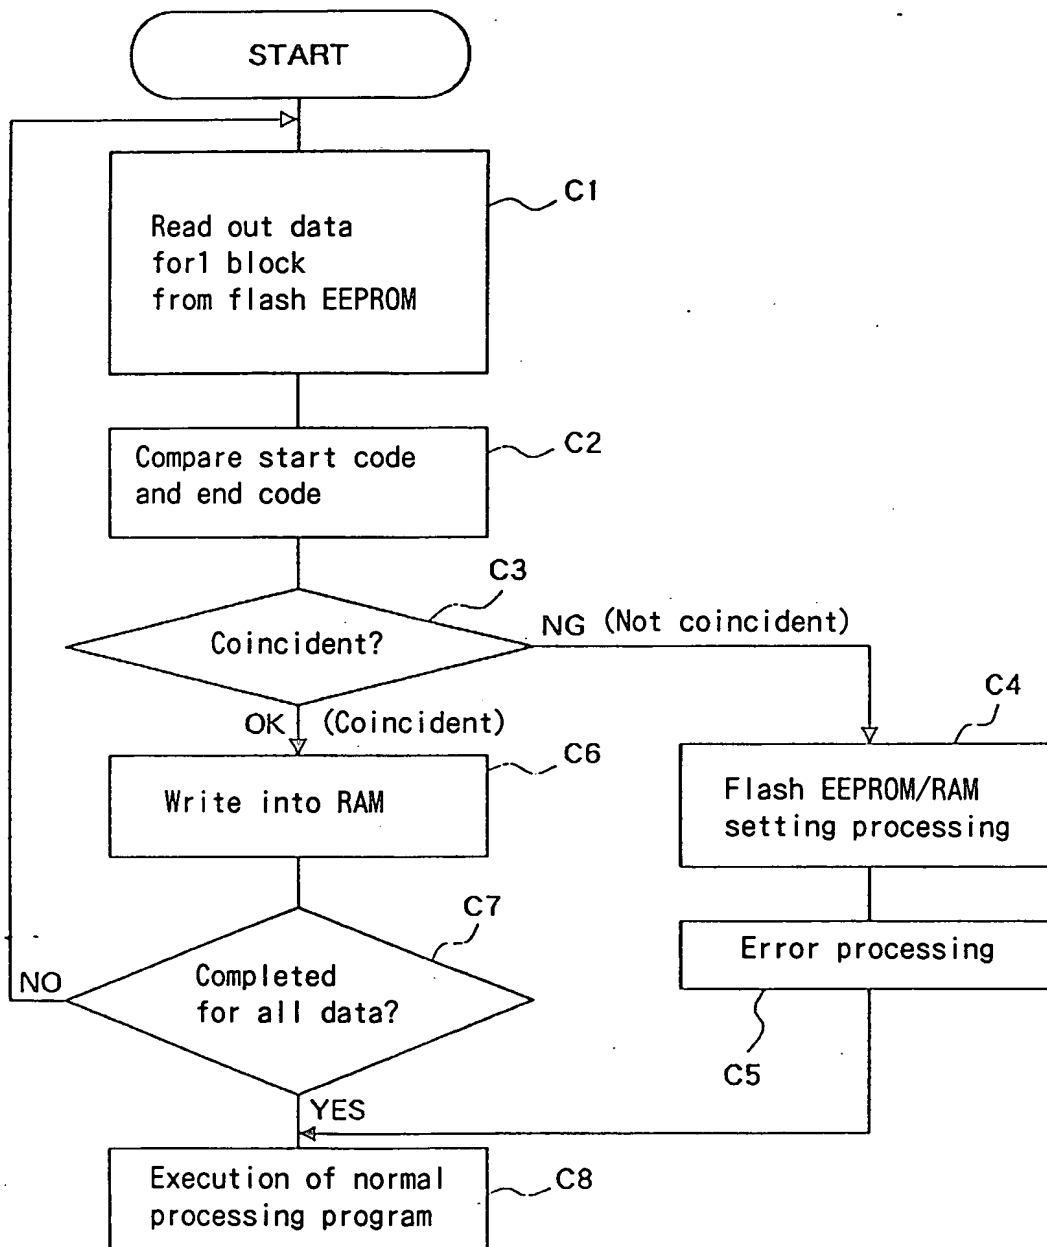 START
C1
Read out data
for1 block
from flash EEPROM
C2
Compare start code
and end code
C3
Coincident?
NG (Not coincident)
OK (Coincident)
C4
C6
Write into RAM
Flash EEPROM/RAM
setting processing
C7
Completed
for all data?
NO
Error processing
C5
YES
Execution of normal
processing program
C8